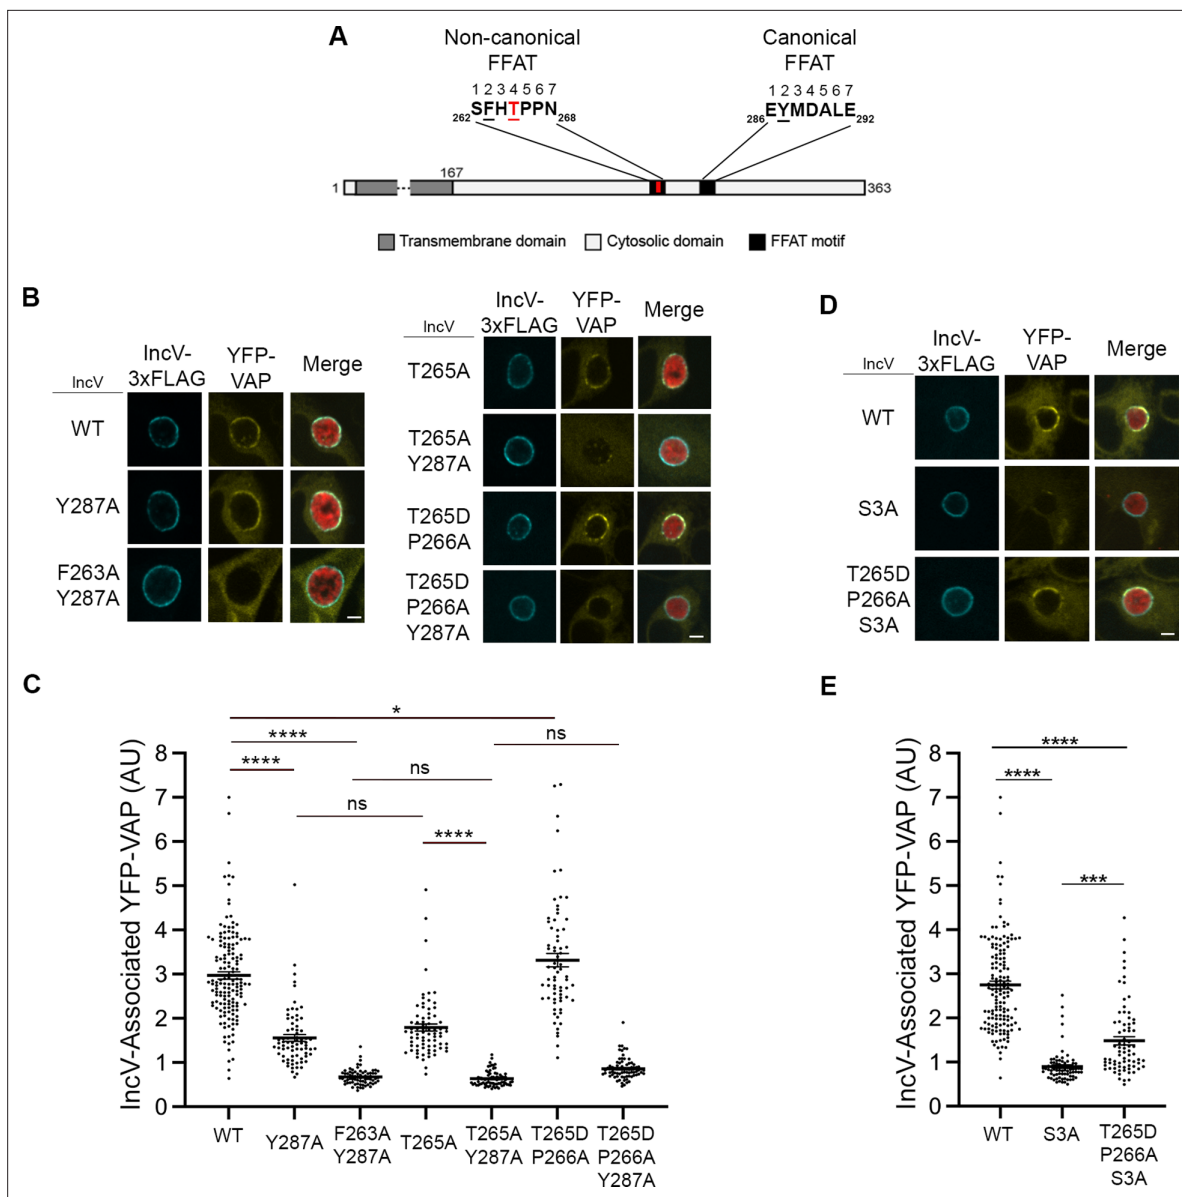 A
Non-canonical
FFAT
Canonical
FFAT
1 2 3 4 5 6 7
SFHTPPN
262
268
1 2 3 4 5 6 7
EYMDALE
286
292
1
167
363
Transmembrane domain
Cytosolic domain
FFAT motif
B
IncV
IncV-
3xFLAG
YFP-
VAP
Merge
WT
Y287A
F263A
Y287A
IncV
IncV-
3xFLAG
YFP-
VAP
Merge
T265A
T265A
Y287A
T265D
P266A
T265D
P266A
Y287A
D
IncV
IncV-
3xFLAG
YFP-
VAP
Merge
WT
S3A
T265D
P266A
S3A
C
IncV-Associated YFP-VAP (AU)
8
7
6
5
4
3
2
1
0
*
****
****
ns
ns
ns
****
WT
Y287A
F263A
Y287A
T265A
T265A
Y287A
T265D
P266A
T265D
P266A
Y287A
E
IncV-Associated YFP-VAP (AU)
8
7
6
5
4
3
2
1
0
****
****
***
WT
S3A
T265D
P266A
S3A